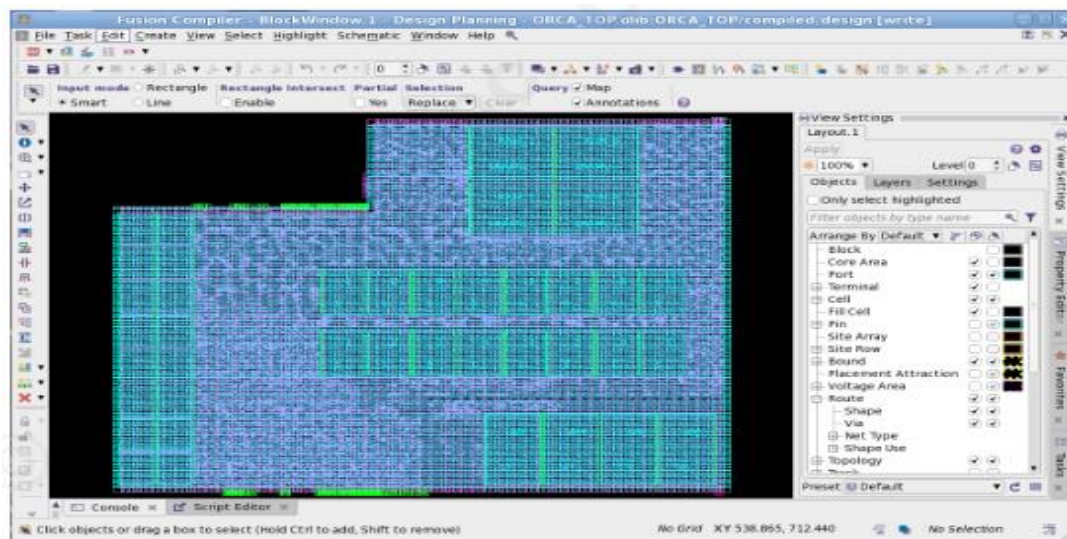 Fusion Compiler - BlockWindow.1 - Design Planning - ORCA_TOP.dlib:ORCA_TOP/compiled.design [write]
File Task Edit Create View Select Highlight Schematic Window Help
0
Input mode Rectangle Rectangle Intersect Partial Selection Query Map
Smart Line Enable Yes Replace Clear Annotations
View Settings
Layout.1
Apply
100% Level 0
Objects Layers Settings
Only select highlighted
Filter objects by type name
Arrange By Default
Block
Core Area
Port
Terminal
Cell
Fill Cell
Pin
Site Array
Site Row
Bound
Placement Attraction
Voltage Area
Route
Shape
Via
Net Type
Shape Use
Topology
Track
Preset Default
View Settings
Property Editor
Favorites
Tasks
Console Script Editor
Click objects or drag a box to select (Hold Ctrl to add, Shift to remove) No Grid XY 538.865, 712.440 No Selection